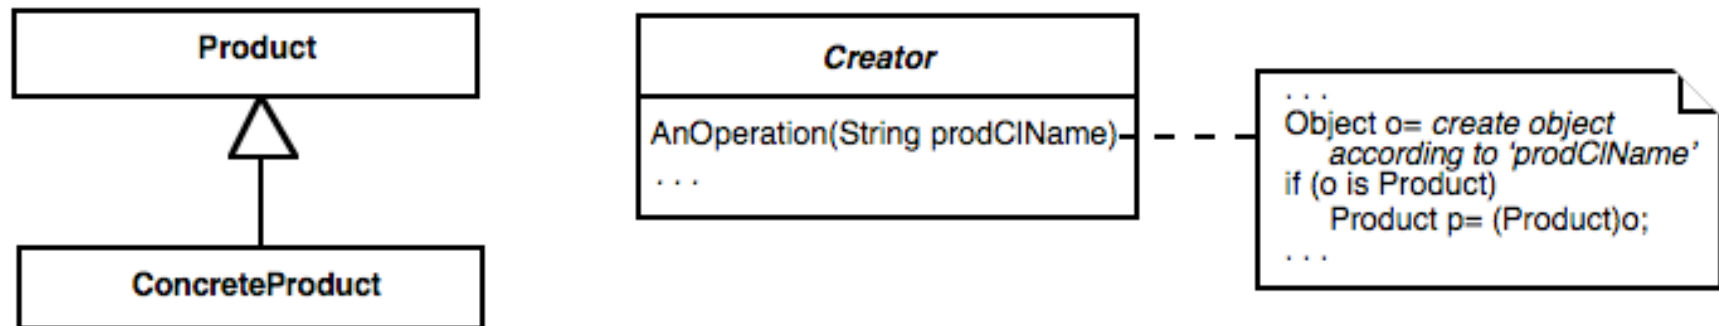 Product
ConcreteProduct
Creator
AnOperation(String prodClName)
. . .
. . .
Object o= create object
according to ‘prodClName’
if (o is Product)
Product p= (Product)o;
. . .